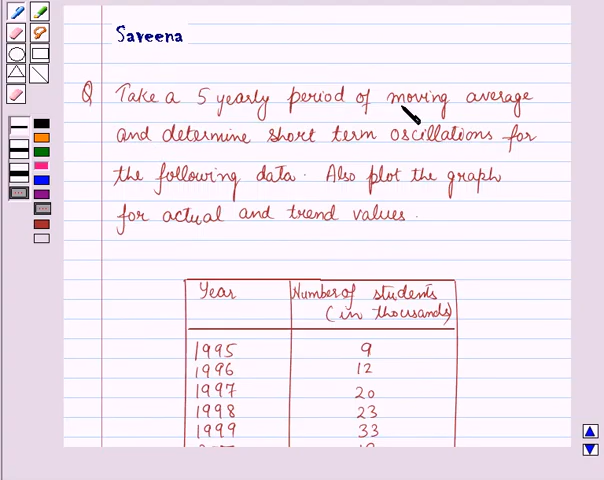 Saveena
Q Take a 5 yearly period of moving average
and determine short term oscillations for
the following data. Also plot the graph
for actual and trend values.
Year Number of students
(in thousands)
1995 9
1996 12
1997 20
1998 23
1999 33